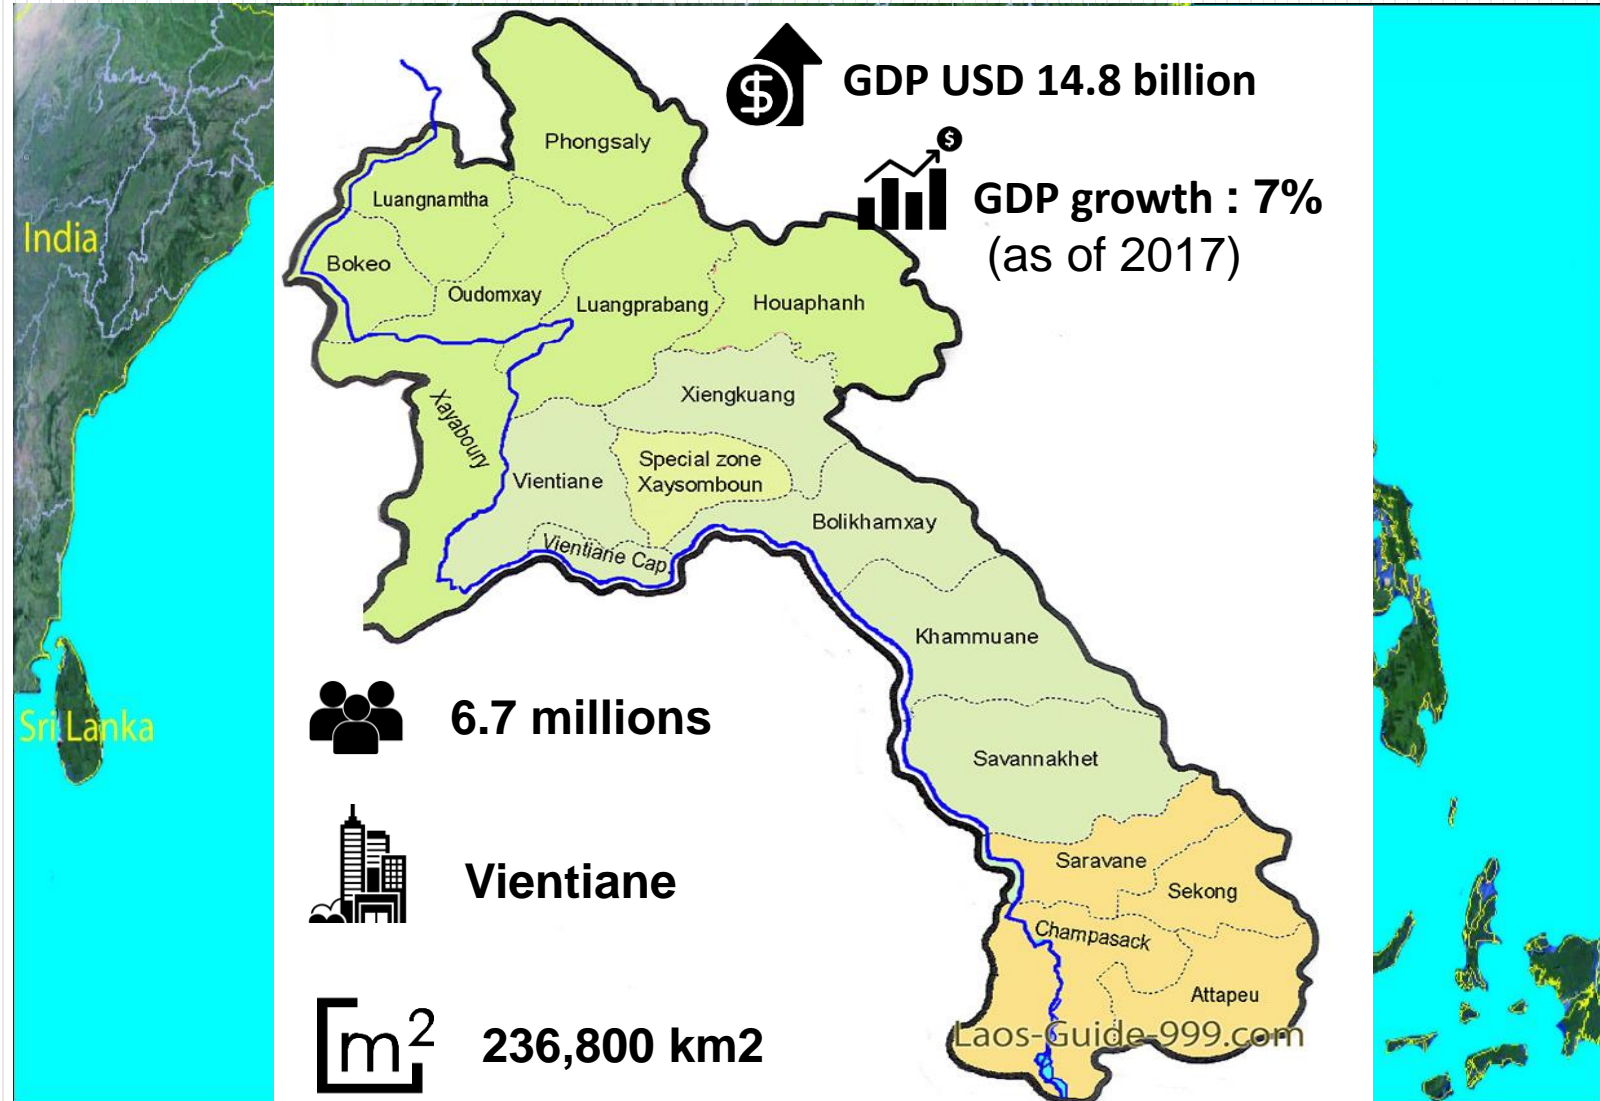 GDP USD 14.8 billion
$
$
GDP growth : 7%
(as of 2017)
Phongsaly
Luangnamtha
India
Bokeo
Oudomxay
Luangprabang
Houaphanh
Xiengkuang
Xayaboury
Special zone
Xaysomboun
Vientiane
Bolikhamxay
Vientiane Cap.
Khammuane
Sri Lanka
6.7 millions
Savannakhet
Saravane
Sekong
Vientiane
Champasack
Attapeu
Laos-Guide-999.com
m²
236,800 km2